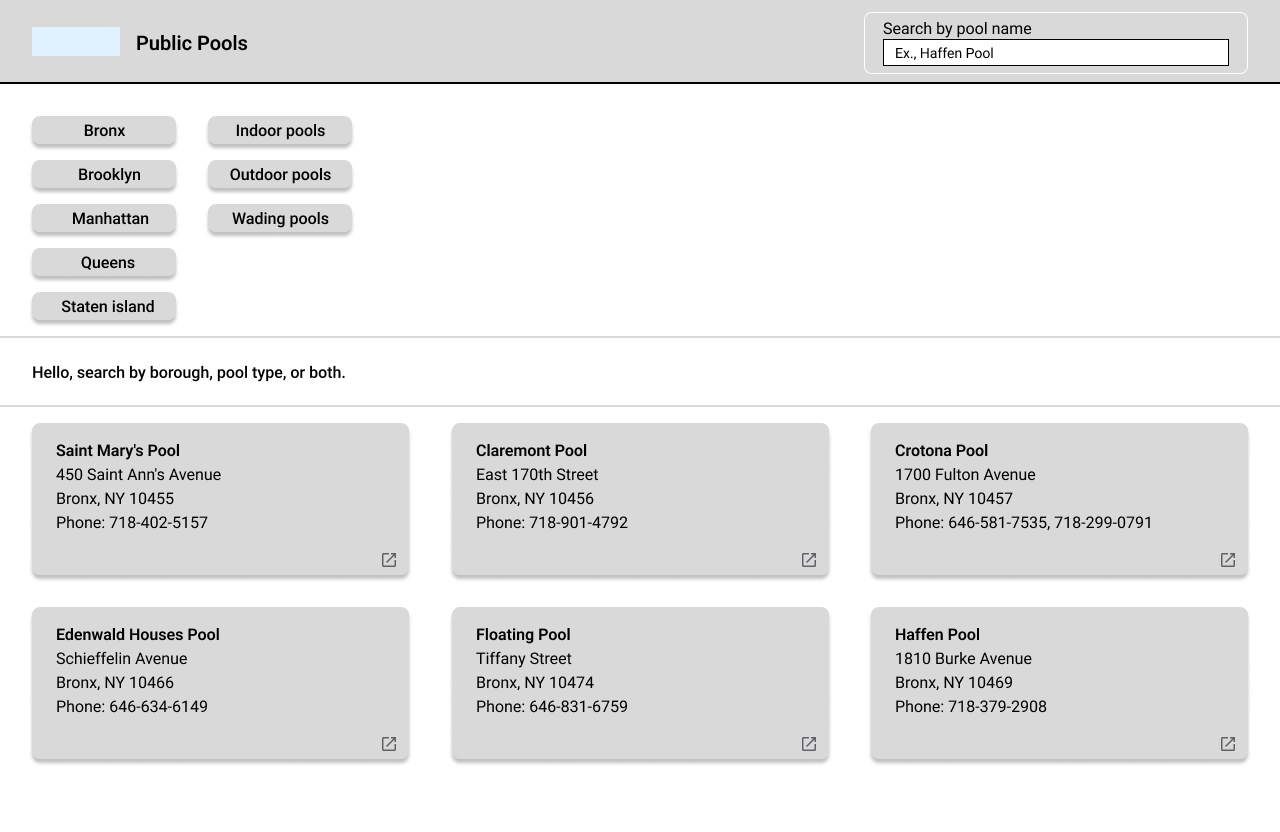 Public Pools
Search by pool name
Ex., Haffen Pool
Bronx
Indoor pools
Brooklyn
Outdoor pools
Manhattan
Wading pools
Queens
Staten island
Hello, search by borough, pool type, or both.
Saint Mary's Pool
450 Saint Ann's Avenue
Bronx, NY 10455
Phone: 718-402-5157
Claremont Pool
East 170th Street
Bronx, NY 10456
Phone: 718-901-4792
Crotona Pool
1700 Fulton Avenue
Bronx, NY 10457
Phone: 646-581-7535, 718-299-0791
Edenwald Houses Pool
Schieffelin Avenue
Bronx, NY 10466
Phone: 646-634-6149
Floating Pool
Tiffany Street
Bronx, NY 10474
Phone: 646-831-6759
Haffen Pool
1810 Burke Avenue
Bronx, NY 10469
Phone: 718-379-2908